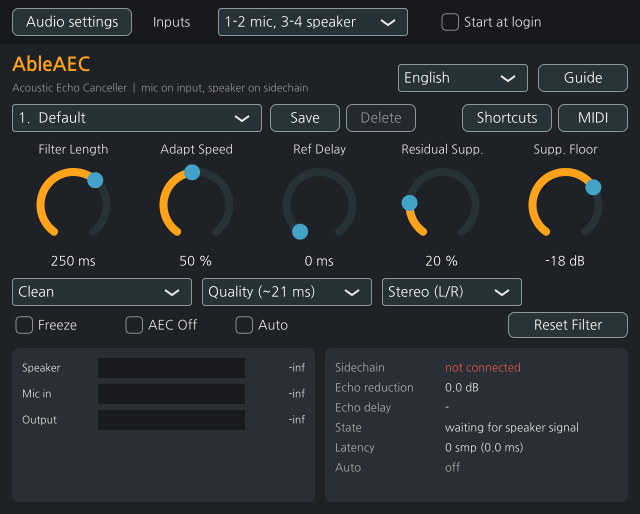 Audio settings Inputs 1-2 mic, 3-4 speaker Start at login
AbleAEC
English Guide
Acoustic Echo Canceller | mic on input, speaker on sidechain
1. Default Save Delete Shortcuts MIDI
Filter Length Adapt Speed Ref Delay Residual Supp. Supp. Floor
250 ms 50 % 0 ms 20 % -18 dB
Clean Quality (~21 ms) Stereo (L/R)
Freeze AEC Off Auto Reset Filter
Speaker -inf
Mic in -inf
Output -inf
Sidechain not connected
Echo reduction 0.0 dB
Echo delay -
State waiting for speaker signal
Latency 0 smp (0.0 ms)
Auto off